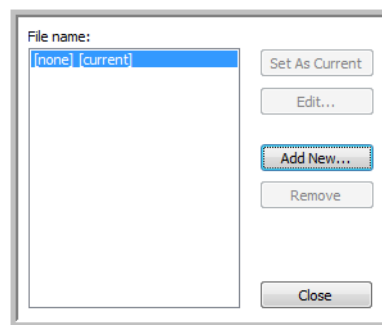 File name:
[none] [current]
Set As Current
Edit...
Add New...
Remove
Close